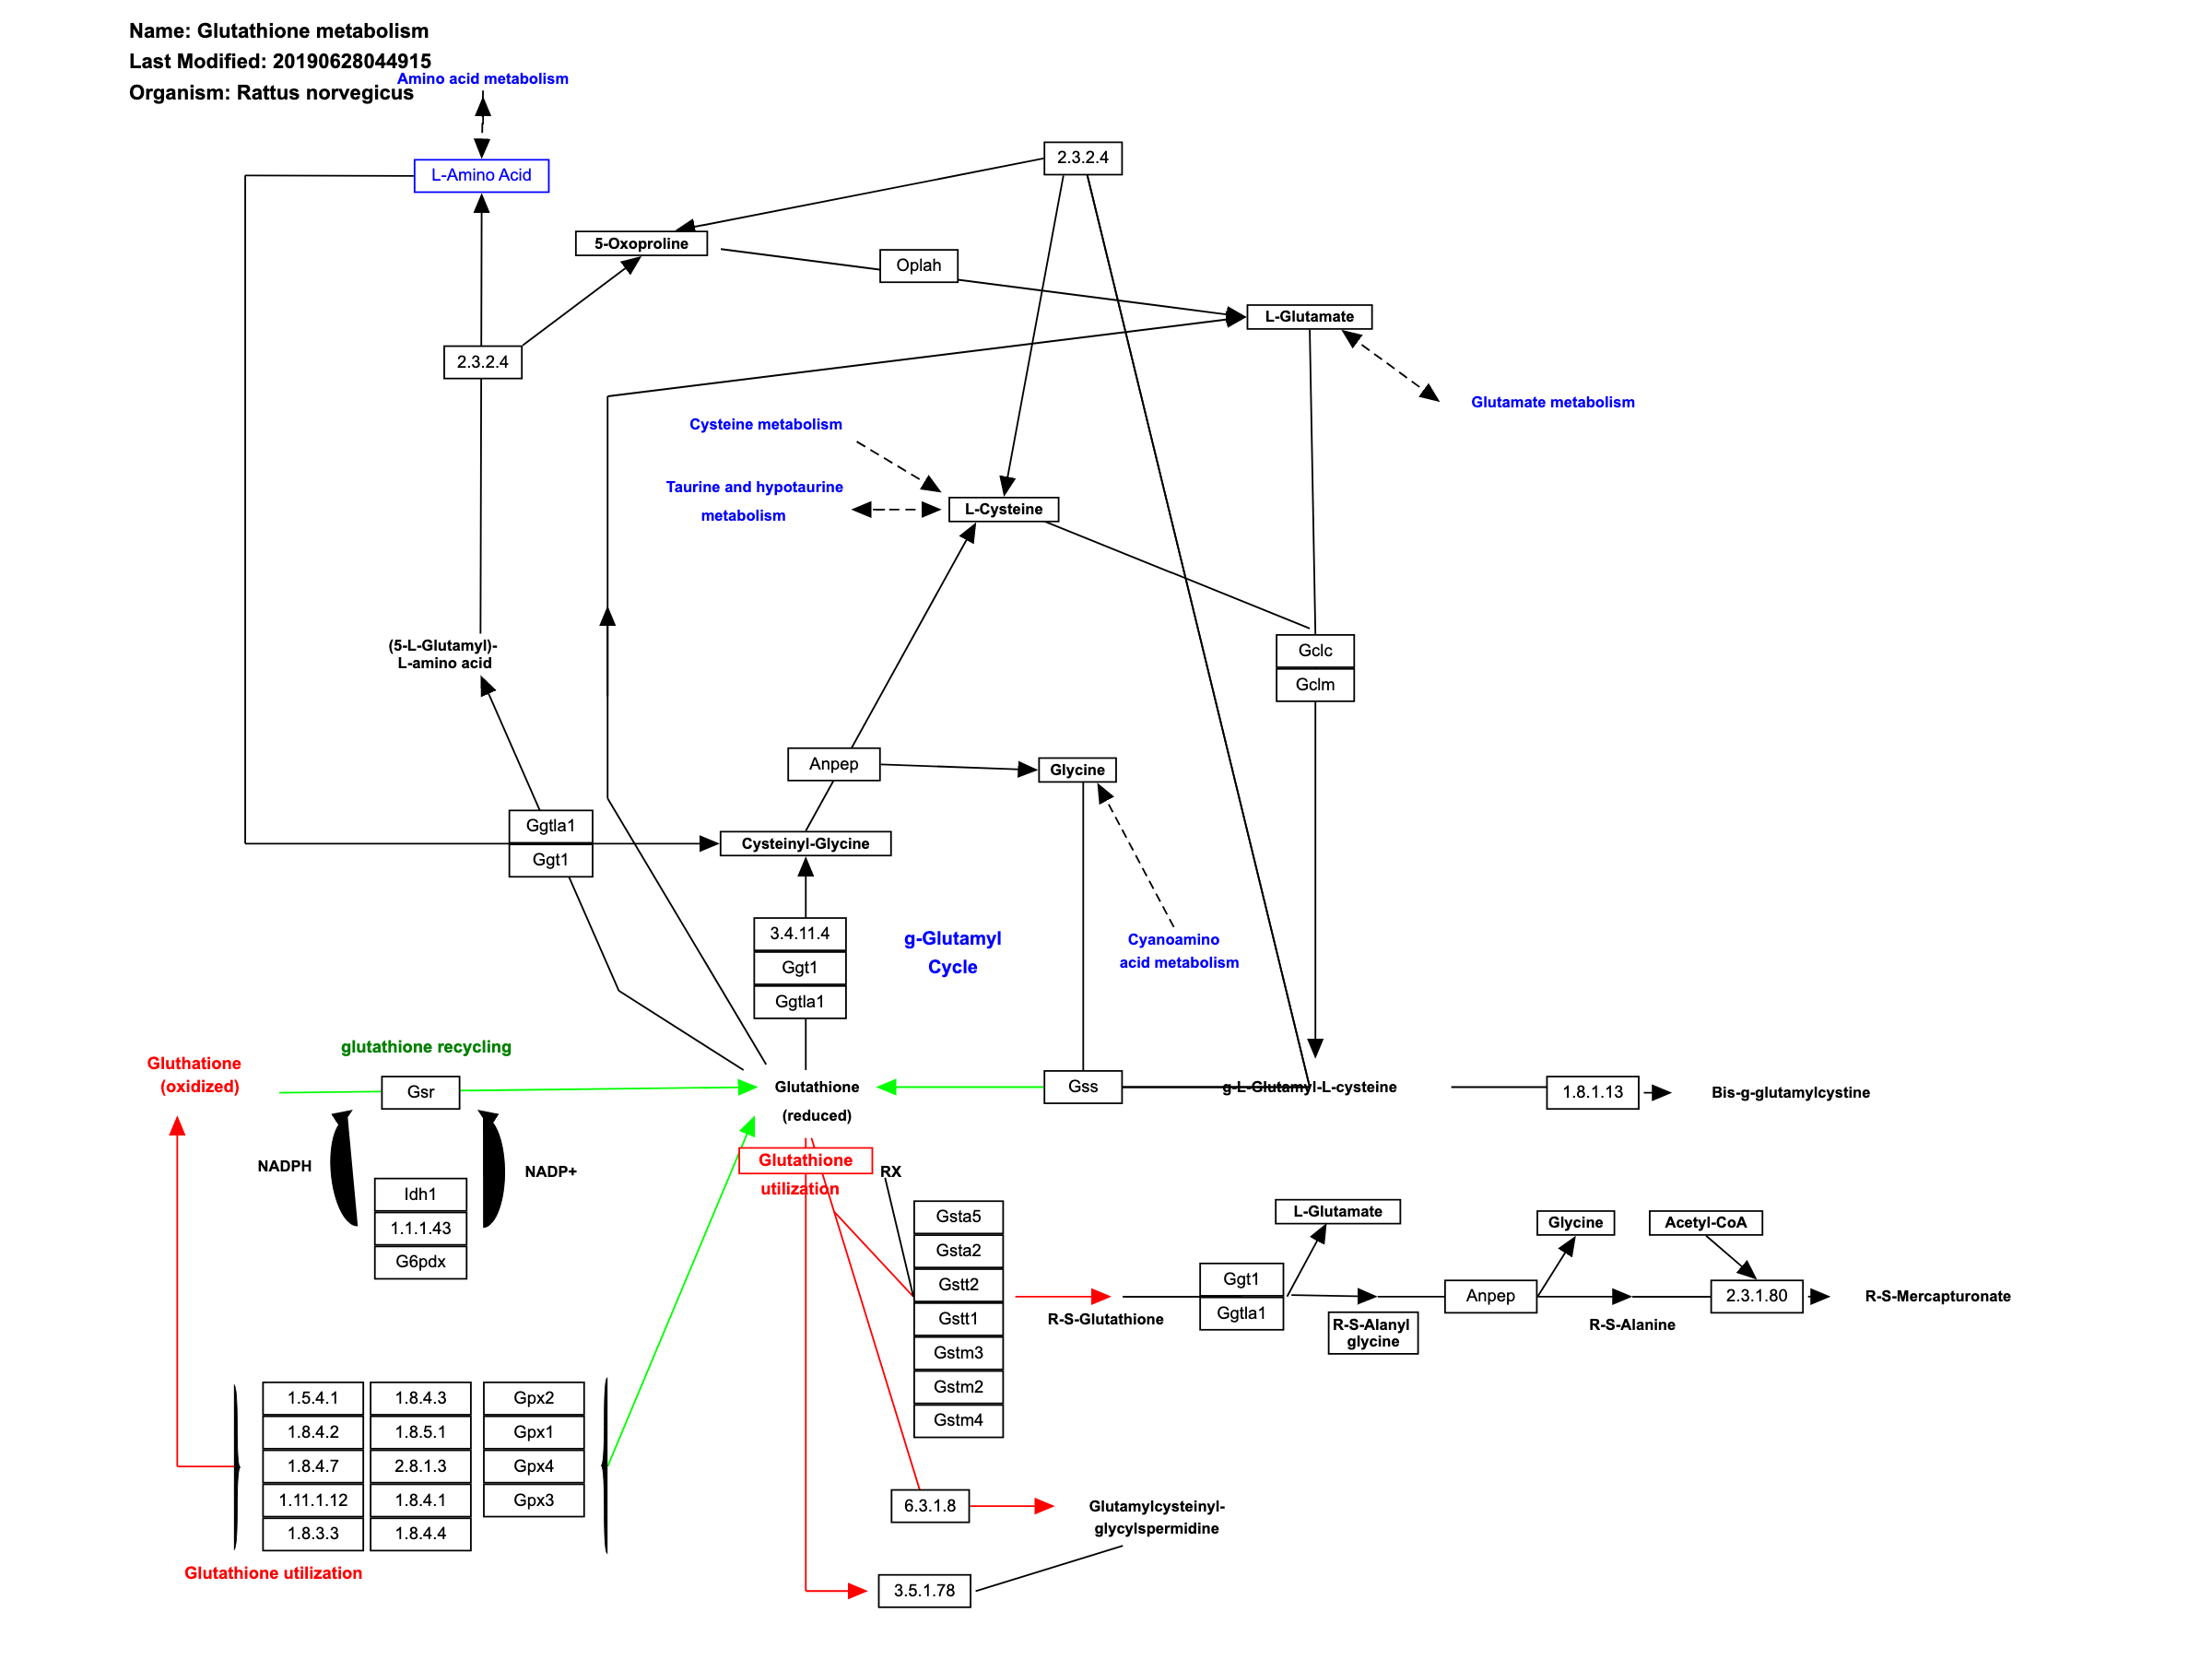 Name: Glutathione metabolism
Last Modified: 20190628044915
Amino acid metabolism
Organism: Rattus norvegicus
2.3.2.4
L-Amino Acid
5-Oxoproline
Oplah
L-Glutamate
2.3.2.4
Glutamate metabolism
Cysteine metabolism
Taurine and hypotaurine
metabolism
L-Cysteine
(5-L-Glutamyl)-
L-amino acid
Gclc
Gclm
Anpep
Glycine
Ggtla1
Ggt1
Cysteinyl-Glycine
3.4.11.4
Ggt1
Ggtla1
g-Glutamyl
Cycle
Cyanoamino
acid metabolism
glutathione recycling
Gluthatione
(oxidized)
Gsr
Glutathione
(reduced)
Gss
g-L-Glutamyl-L-cysteine
1.8.1.13
Bis-g-glutamylcystine
NADPH
NADP+
Idh1
1.1.1.43
G6pdx
Glutathione
utilization
RX
Gsta5
Gsta2
Gstt2
Gstt1
Gstm3
Gstm2
Gstm4
R-S-Glutathione
Ggt1
Ggtla1
L-Glutamate
R-S-Alanyl
glycine
Anpep
Glycine
R-S-Alanine
Acetyl-CoA
2.3.1.80
R-S-Mercapturonate
1.5.4.1
1.8.4.2
1.8.4.7
1.11.1.12
1.8.3.3
1.8.4.3
1.8.5.1
2.8.1.3
1.8.4.1
1.8.4.4
Gpx2
Gpx1
Gpx4
Gpx3
Glutathione utilization
6.3.1.8
Glutamylcysteinyl-
glycylspermidine
3.5.1.78